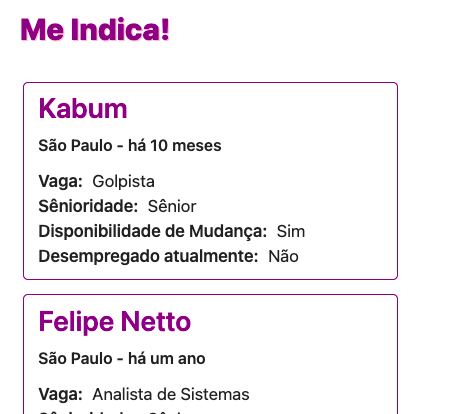 Me Indica!
Kabum
São Paulo - há 10 meses
Vaga: Golpista
Sênioridade: Sênior
Disponibilidade de Mudança: Sim
Desempregado atualmente: Não
Felipe Netto
São Paulo - há um ano
Vaga: Analista de Sistemas